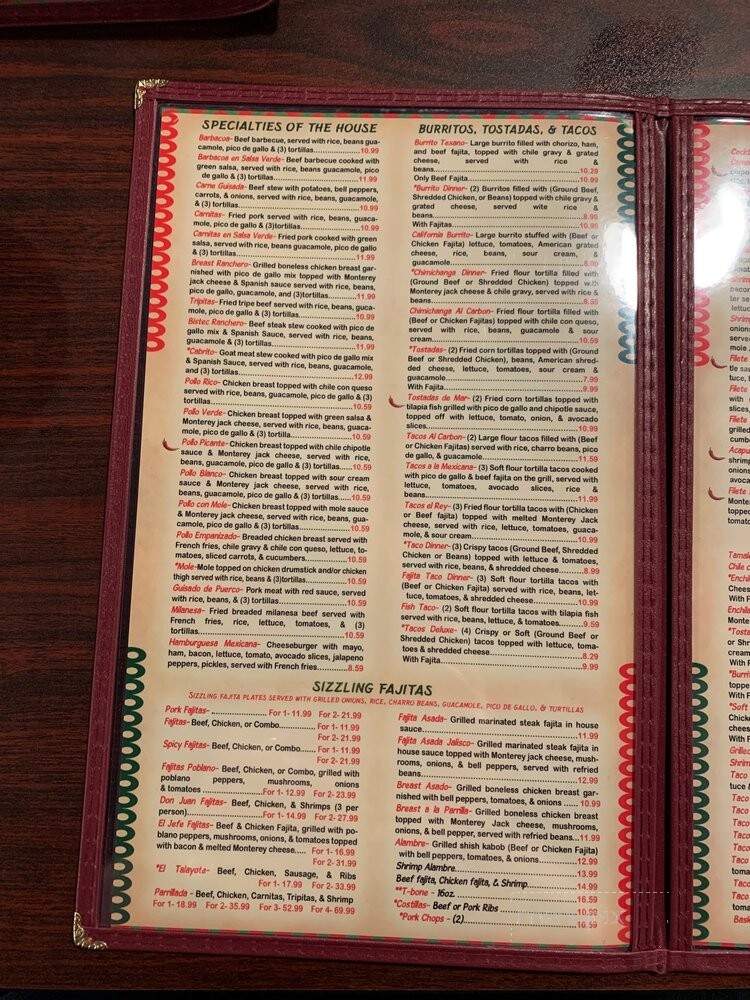 SPECIALTIES OF THE HOUSE
Barbacoa- Beef barbecue, served with rice, beans gua-
camole, pico de gallo & (3) tortillas.....10.99
Barbacoa en Salsa Verde- Beef barbecue cooked with
green salsa, served with rice, beans guacamole, pico
de gallo & (3) tortillas.....11.99
Carne Guisada- Beef stew with potatoes, bell peppers,
carrots, & onions, served with rice, beans, guacamole,
& (3) tortillas.....10.99
Carnitas- Fried pork served with rice, beans, guaca-
mole, pico de gallo & (3)tortillas.....10.99
Carnitas en Salsa Verde- Fried pork cooked with green
salsa, served with rice, beans guacamole, pico de gallo
& (3) tortillas.....11.99
Breast Ranchero- Grilled boneless chicken breast gar-
nished with pico de gallo mix topped with Monterey
jack cheese & Spanish sauce served with rice, beans,
pico de gallo, guacamole, and (3)tortillas.....11.99
Tripitas- Fried tripe beef served with rice, beans, guca-
mole, pico de gallo & (3) tortillas.....10.99
Bistec Ranchero- Beef steak stew cooked with pico de
gallo mix & Spanish Sauce, served with rice, beans,
guacamole & (3) tortillas.....11.99
*Cabrito- Goat meat stew cooked with pico de gallo mix
& Spanish Sauce, served with rice, beans, guacamole,
and (3) tortillas.....12.99
Pollo Rico- Chicken breast topped with chile con queso
served with rice, beans, guacamole, pico de gallo & (3)
tortillas.....10.59
Pollo Verde- Chicken breast topped with green salsa &
Monterey jack cheese, served with rice, beans, guaca-
mole, pico de gallo & (3) tortillas.....10.59
Pollo Picante- Chicken breast topped with chile chipotle
sauce & Monterey jack cheese, served with rice,
beans, guacamole, pico de gallo & (3) tortillas.....10.59
Pollo Blanco- Chicken breast topped with sour cream
sauce & Monterey jack cheese, served with rice,
beans, guacamole, pico de gallo & (3) tortillas.....10.59
Pollo con Mole- Chicken breast topped with mole sauce
& Monterey jack cheese, served with rice, beans, gua-
camole, pico de gallo & (3) tortillas.....10.59
Pollo Empanizado- Breaded chicken breast served with
French fries, chile gravy & chile con queso, lettuce, to-
matoes, sliced carrots, & cucumbers.....10.59
*Mole-Mole topped on chicken drumstick and/or chicken
thigh served with rice, beans & (3)tortillas.....10.59
Guisado de Puerco- Pork meat with red sauce, served
with rice, beans, & (3) tortillas.....10.59
Milanesa- Fried breaded milanesa beef served with
French fries, rice, lettuce, tomatoes, & (3)
tortillas.....10.59
Hamburguesa Mexicana- Cheeseburger with mayo,
ham, bacon, lettuce, tomato, avocado slices, jalapeno
peppers, pickles, served with French fries.....8.59
BURRITOS, TOSTADAS, & TACOS
Burrito Texano- Large burrito filled with chorizo, ham,
and beef fajita, topped with chile gravy & grated
cheese, served with rice &
beans.....10.29
Only Beef Fajita.....10.99
*Burrito Dinner- (2) Burritos filled with (Ground Beef,
Shredded Chicken, or Beans) topped with chile gravy &
grated cheese, served wite rice &
beans.....8.99
With Fajitas.....10.99
California Burrito- Large burrito stuffed with (Beef or
Chicken Fajita) lettuce, tomatoes, American grated
cheese, rice, beans, sour cream, &
guacamole.....
*Chimichanga Dinner- Fried flour tortilla filled with
(Ground Beef or Shredded Chicken) topped with
Monterey jack cheese & chile gravy, served with rice &
beans.....
Chimichanga Al Carbon- Fried flour tortilla filled with
(Beef or Chicken Fajitas) topped with chile con queso,
served with rice, beans, guacamole & sour
cream.....10.59
*Tostadas- (2) Fried corn tortillas topped with (Ground
Beef or Shredded Chicken), beans, American shred-
ded cheese, lettuce, tomatoes, sour cream &
guacamole.....7.99
With Fajita.....9.99
Tostadas de Mar- (2) Fried corn tortillas topped with
tilapia fish grilled with pico de gallo and chipotle sauce,
topped off with lettuce, tomato, onion, & avocado
slices.....10.99
Tacos Al Carbon- (2) Large flour tacos filled with (Beef
or Chicken Fajitas) served with rice, charro beans, pico
de gallo, & guacamole.....11.59
Tacos a la Mexicana- (3) Soft flour tortilla tacos cooked
with pico de gallo & beef fajita on the grill, served with
lettuce, tomatoes, avocado slices, rice &
beans.....11.99
Tacos el Rey- (3) Fried flour tortilla tacos with (Chicken
or Beef fajita) topped with melted Monterey Jack
cheese, served with rice, lettuce, tomatoes, guaca-
mole, & sour cream.....10.99
*Taco Dinner- (3) Crispy tacos (Ground Beef, Shredded
Chicken or Beans) topped with lettuce & tomatoes,
served with rice, beans, & shredded cheese.....8.99
Fajita Taco Dinner- (3) Soft flour tortilla tacos with
(Beef or Chicken Fajita) served with rice, beans, let-
tuce, tomatoes, & shredded cheese.....10.99
Fish Taco- (2) Soft flour tortilla tacos with tilapia fish
served with rice, beans, lettuce, & tomatoes.....9.59
*Tacos Deluxe- (4) Crispy or Soft (Ground Beef or
Shredded Chicken) tacos topped with lettuce, toma-
toes & shredded cheese.....8.29
With Fajita.....9.99
SIZZLING FAJITAS
SIZZLING FAJITA PLATES SERVED WITH GRILLED ONIONS, RICE, CHARRO BEANS, GUACAMOLE, PICO DE GALLO, & TURTILLAS
Pork Fajitas-.....For 1- 11.99 For 2- 21.99
Fajitas- Beef, Chicken, or Combo.....For 1- 11.99
For 2- 21.99
Spicy Fajitas- Beef, Chicken, or Combo.....For 1- 11.99
For 2- 21.99
Fajitas Poblano- Beef, Chicken, or Combo, grilled with
poblano peppers, mushrooms, onions
& tomatoes.....For 1- 12.99 For 2- 23.99
Don Juan Fajitas- Beef, Chicken, & Shrimps (3 per
person).....For 1- 14.99 For 2- 27.99
El Jefe Fajitas- Beef & Chicken Fajita, grilled with po-
blano peppers, mushrooms, onions, & tomatoes topped
with bacon & melted Monterey cheese.....For 1- 16.99
For 2- 31.99
*El Talayota- Beef, Chicken, Sausage, & Ribs
For 1- 17.99 For 2- 33.99
Parrillada - Beef, Chicken, Carnitas, Tripitas, & Shrimp
For 1- 18.99 For 2- 35.99 For 3- 52.99 For 4- 69.99
Fajita Asada- Grilled marinated steak fajita in house
sauce.....11.99
Fajita Asada Jalisco- Grilled marinated steak fajita in
house sauce topped with Monterey jack cheese, mush-
rooms, onions, & bell peppers, served with refried
beans.....12.99
Breast Asado- Grilled boneless chicken breast gar-
nished with bell peppers, tomatoes, & onions.....10.99
Breast a la Parrilla- Grilled boneless chicken breast
topped with Monterey Jack cheese, mushrooms,
onions, & bell pepper, served with refried beans...11.99
Alambre- Grilled shish kabob (Beef or Chicken Fajita)
with bell peppers, tomatoes, & onions.....12.99
Shrimp Alambre.....13.99
Beef fajita, Chicken fajita, & Shrimp.....14.99
**T-bone - 16oz......16.59
*Costillas- Beef or Pork Ribs.....10.99
*Pork Chops - (2).....10.59